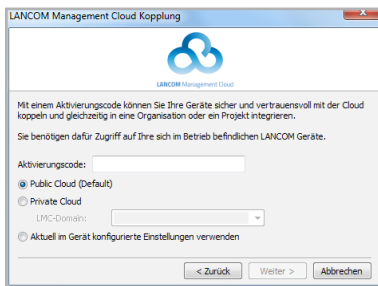 LANCOM Management Cloud Kopplung
LANCOM Management Cloud
Mit einem Aktivierungscode können Sie Ihre Geräte sicher und vertrauensvoll mit der Cloud
koppeln und gleichzeitig in eine Organisation oder ein Projekt integrieren.
Sie benötigen dafür Zugriff auf Ihre sich im Betrieb befindlichen LANCOM Geräte.
Aktivierungscode:
Public Cloud (Default)
Private Cloud
LMC-Domain:
Aktuell im Gerät konfigurierte Einstellungen verwenden
< Zurück Weiter > Abbrechen